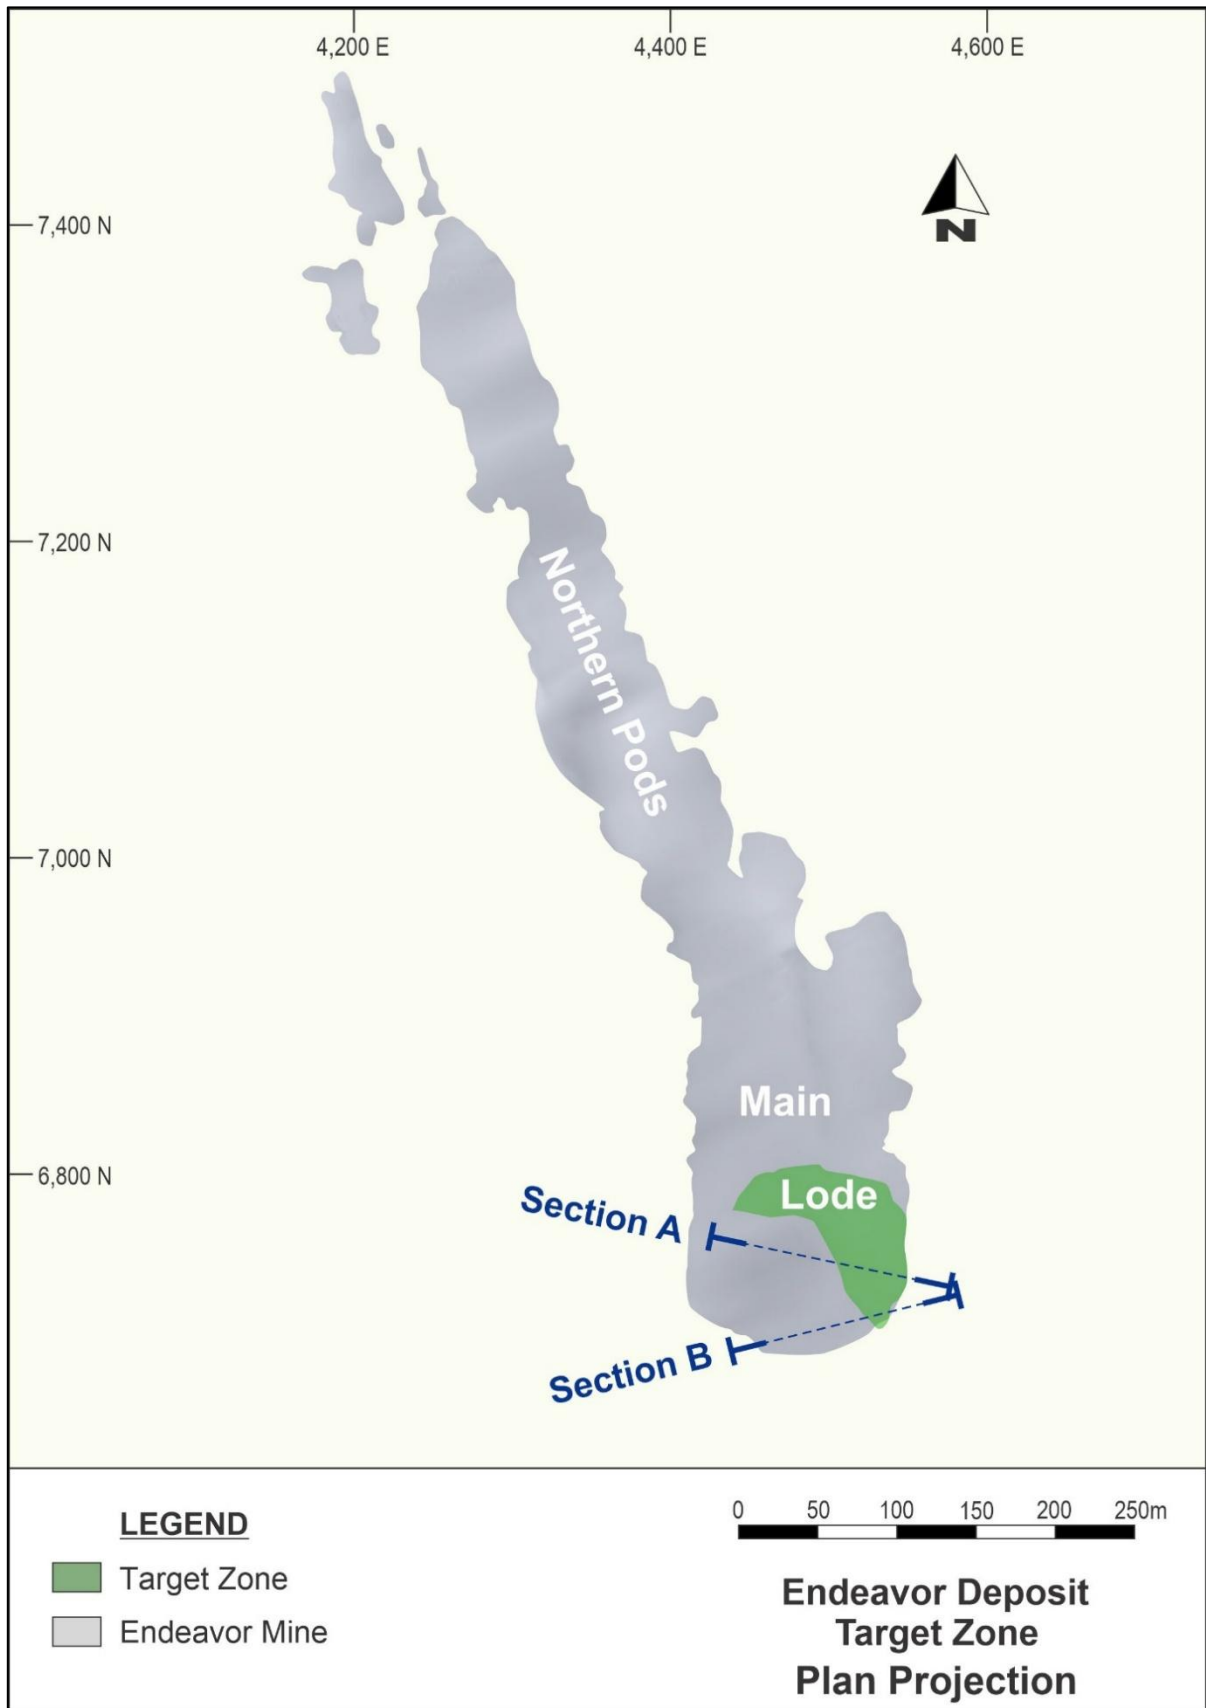 4,200 E
4,400 E
4,600 E
N
7,400 N
7,200 N
Northern Pods
7,000 N
Main
6,800 N
Lode
Section A
Section B
LEGEND
Target Zone
Endeavor Mine
0 50 100 150 200 250m
Endeavor Deposit
Target Zone
Plan Projection